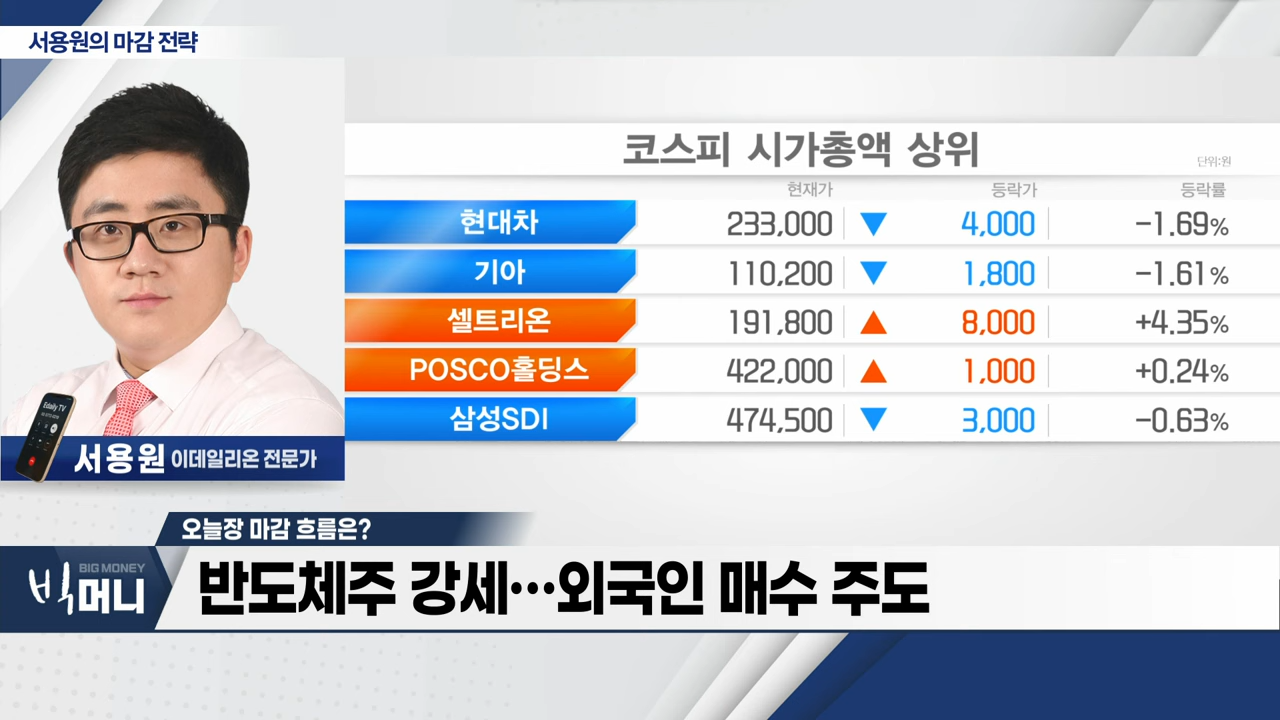 서용원의 마감 전략
코스피 시가총액 상위
단위:원
현재가 등락가 등락률
현대차 233,000 ▼ 4,000 -1.69%
기아 110,200 ▼ 1,800 -1.61%
셀트리온 191,800 ▲ 8,000 +4.35%
POSCO홀딩스 422,000 ▲ 1,000 +0.24%
삼성SDI 474,500 ▼ 3,000 -0.63%
Edaily TV
서용원 이데일리온 전문가
오늘장 마감 흐름은?
BIG MONEY
빅머니
반도체주 강세…외국인 매수 주도